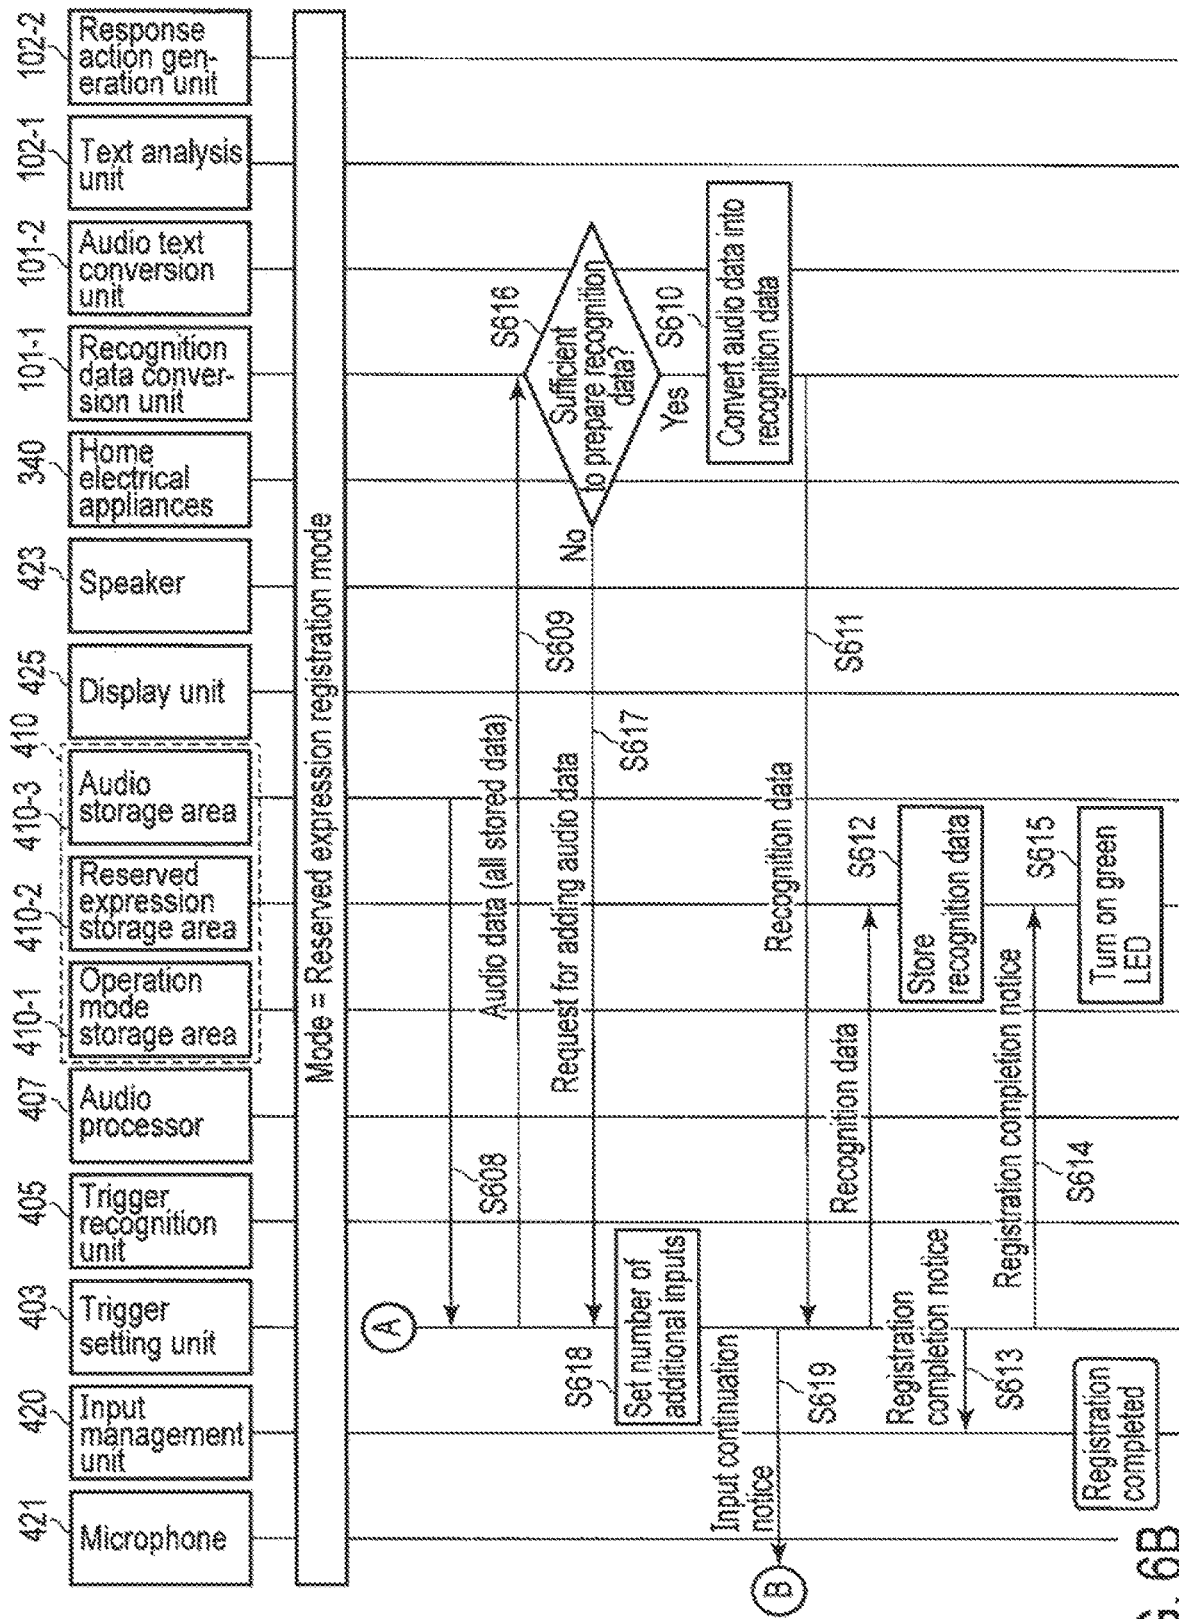 421
Microphone
420
Input
management
unit
403
Trigger
setting unit
405
Trigger
recognition
unit
407
Audio
processor
410-1
Operation
mode
storage area
410-2
Reserved
expression
storage area
410-3
Audio
storage area
410
425
Display unit
423
Speaker
340
Home
electrical
appliances
101-1
Recognition
data conver-
sion unit
101-2
Audio text
conversion
unit
102-1
Text analysis
unit
102-2
Response
action gen-
eration unit
Mode = Reserved expression registration mode
A
S608
Audio data (all stored data)
S609
S616
Sufficient
to prepare recognition
data?
No
Yes
Request for adding audio data
S617
S618
Set number of
additional inputs
S610
Convert audio data into
recognition data
Input continuation
notice
S619
B
Recognition data
S611
Recognition data
S612
Store
recognition data
Registration
completion notice
S613
Registration completion notice
S614
S615
Turn on green
LED
Registration
completed
G. 6B